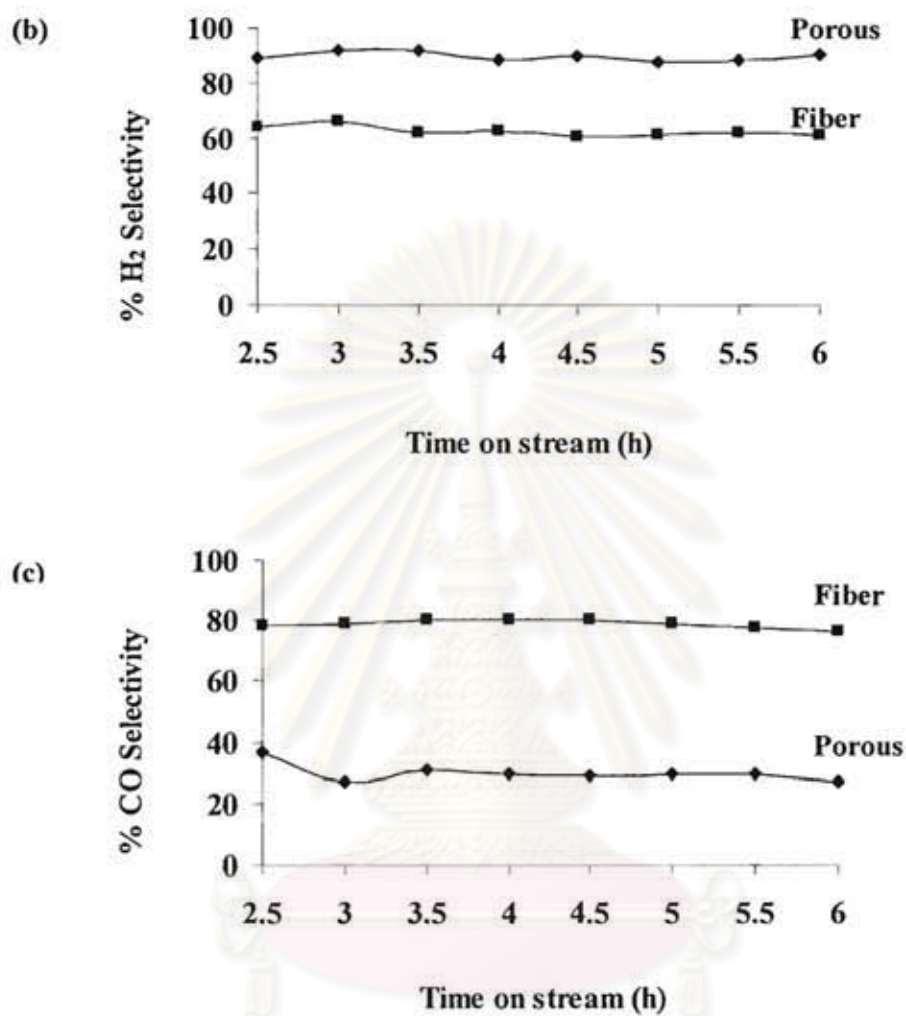 (b)
Porous
Fiber
% H₂ Selectivity
100
80
60
40
20
0
2.5 3 3.5 4 4.5 5 5.5 6
Time on stream (h)
(c)
Fiber
Porous
% CO Selectivity
100
80
60
40
20
0
2.5 3 3.5 4 4.5 5 5.5 6
Time on stream (h)